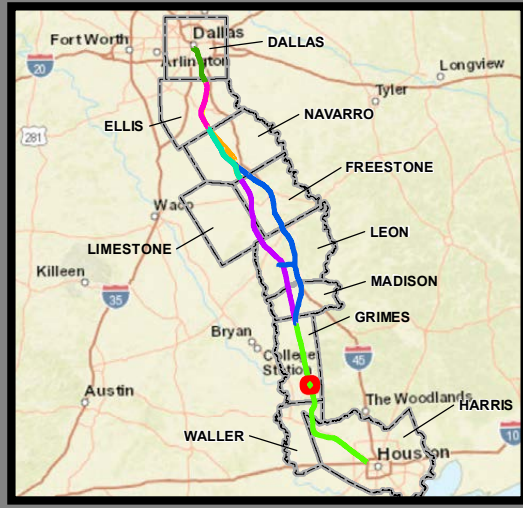 Fort Worth
Dallas
DALLAS
Arlington
20
Longview
Tyler
ELLIS
NAVARRO
281
FREESTONE
Waco
LEON
LIMESTONE
Killeen
MADISON
35
GRIMES
Bryan
College
Station
45
Austin
The Woodlands
HARRIS
WALLER
10
Houston